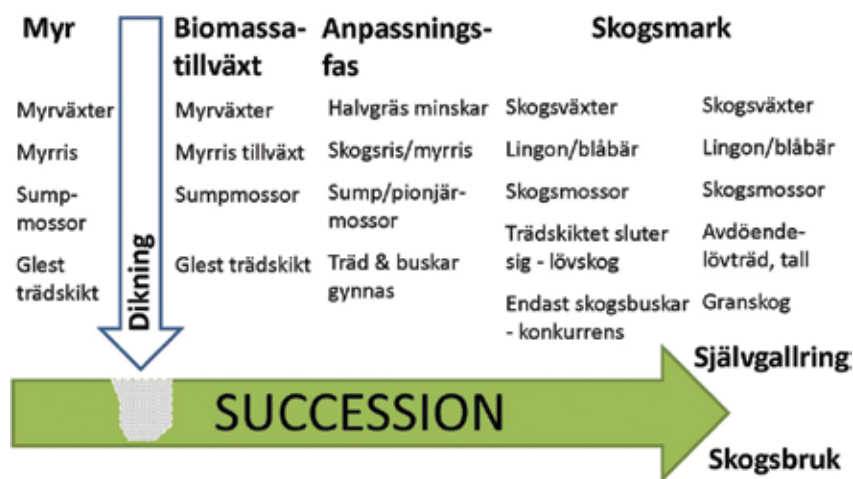 Myr
Biomassa-
tillväxt
Anpassnings-
fas
Skogsmark
Myrväxter
Myrris
Sump-
mossor
Glest
trädskikt
Dikning
Myrväxter
Myrris tillväxt
Sumpmossor
Glest trädskikt
Halvgräs minskar
Skogsris/myrris
Sump/pionjär-
mossor
Träd & buskar
gynnas
Skogsväxter
Lingon/blåbär
Skogsmossor
Trädskiktet sluter
sig - lövskog
Endast skogsbuskar
- konkurrens
Skogsväxter
Lingon/blåbär
Skogsmossor
Avdöende-
lövträd, tall
Granskog
Självgallring
SUCCESSION
Skogsbruk